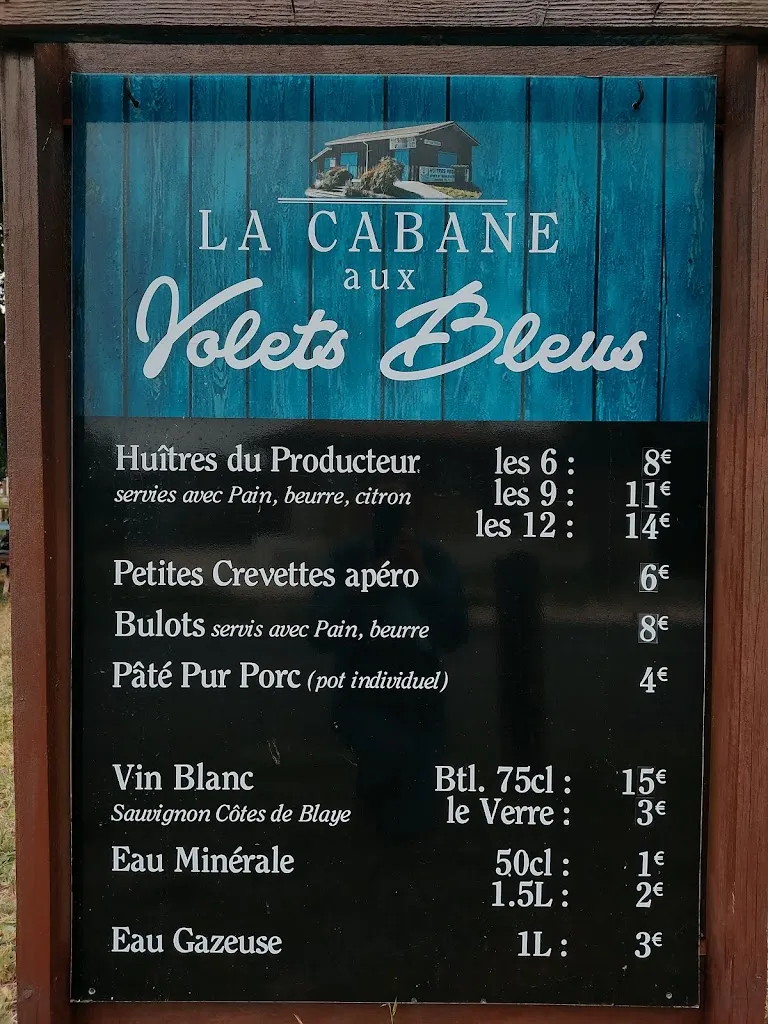 LA CABANE
aux
Volets Bleus
Huîtres du Producteur les 6 : 8€
servies avec Pain, beurre, citron les 9 : 11€
les 12 : 14€
Petites Crevettes apéro 6€
Bulots servis avec Pain, beurre 8€
Pâté Pur Porc (pot individuel) 4€
Vin Blanc Btl. 75cl : 15€
Sauvignon Côtes de Blaye le Verre : 3€
Eau Minérale 50cl : 1€
1.5L : 2€
Eau Gazeuse 1L : 3€